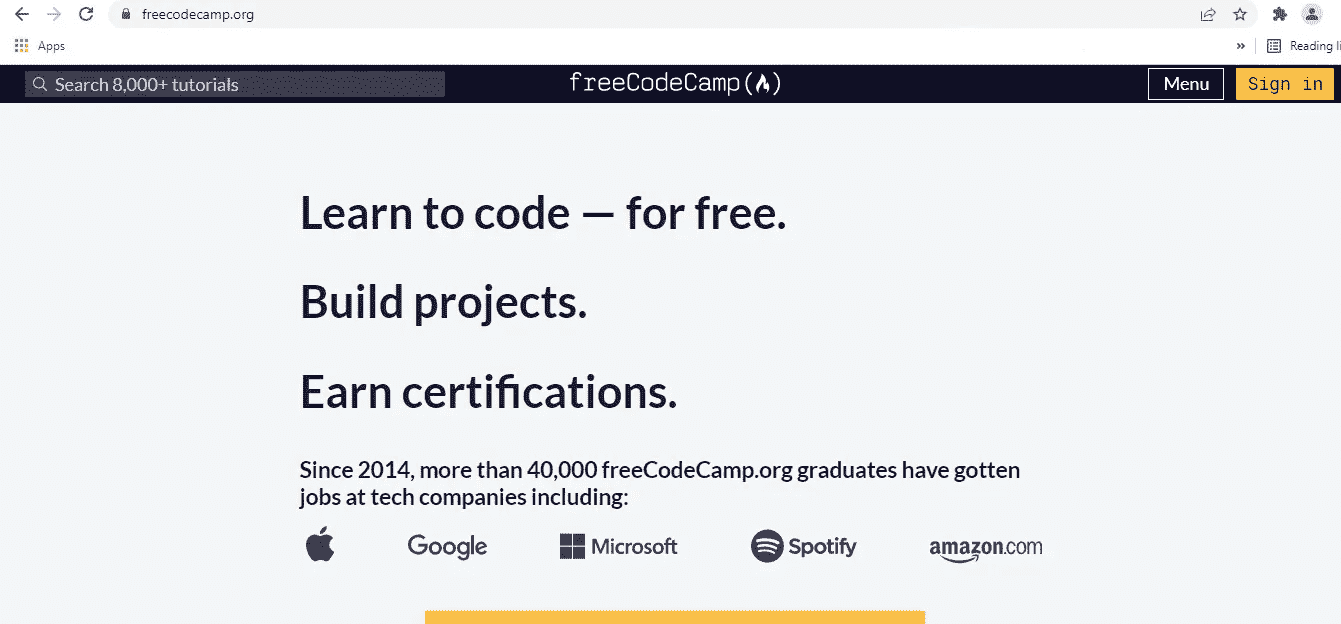 freecodecamp.org
Apps
»
Reading li
Search 8,000+ tutorials
freeCodeCamp(🔥)
Menu
Sign in
Learn to code — for free.
Build projects.
Earn certifications.
Since 2014, more than 40,000 freeCodeCamp.org graduates have gotten
jobs at tech companies including:
Google
Microsoft
Spotify
amazon.com